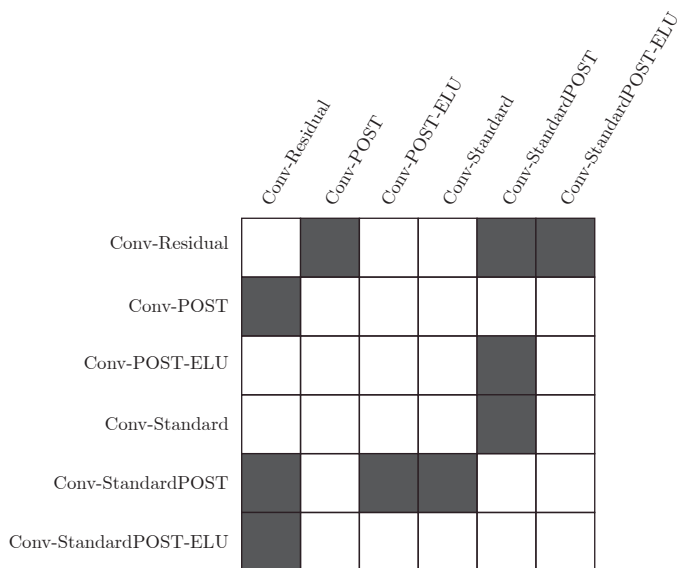 Conv-Residual
Conv-POST
Conv-POST-ELU
Conv-Standard
Conv-StandardPOST
Conv-StandardPOST-ELU
Conv-Residual
Conv-POST
Conv-POST-ELU
Conv-Standard
Conv-StandardPOST
Conv-StandardPOST-ELU